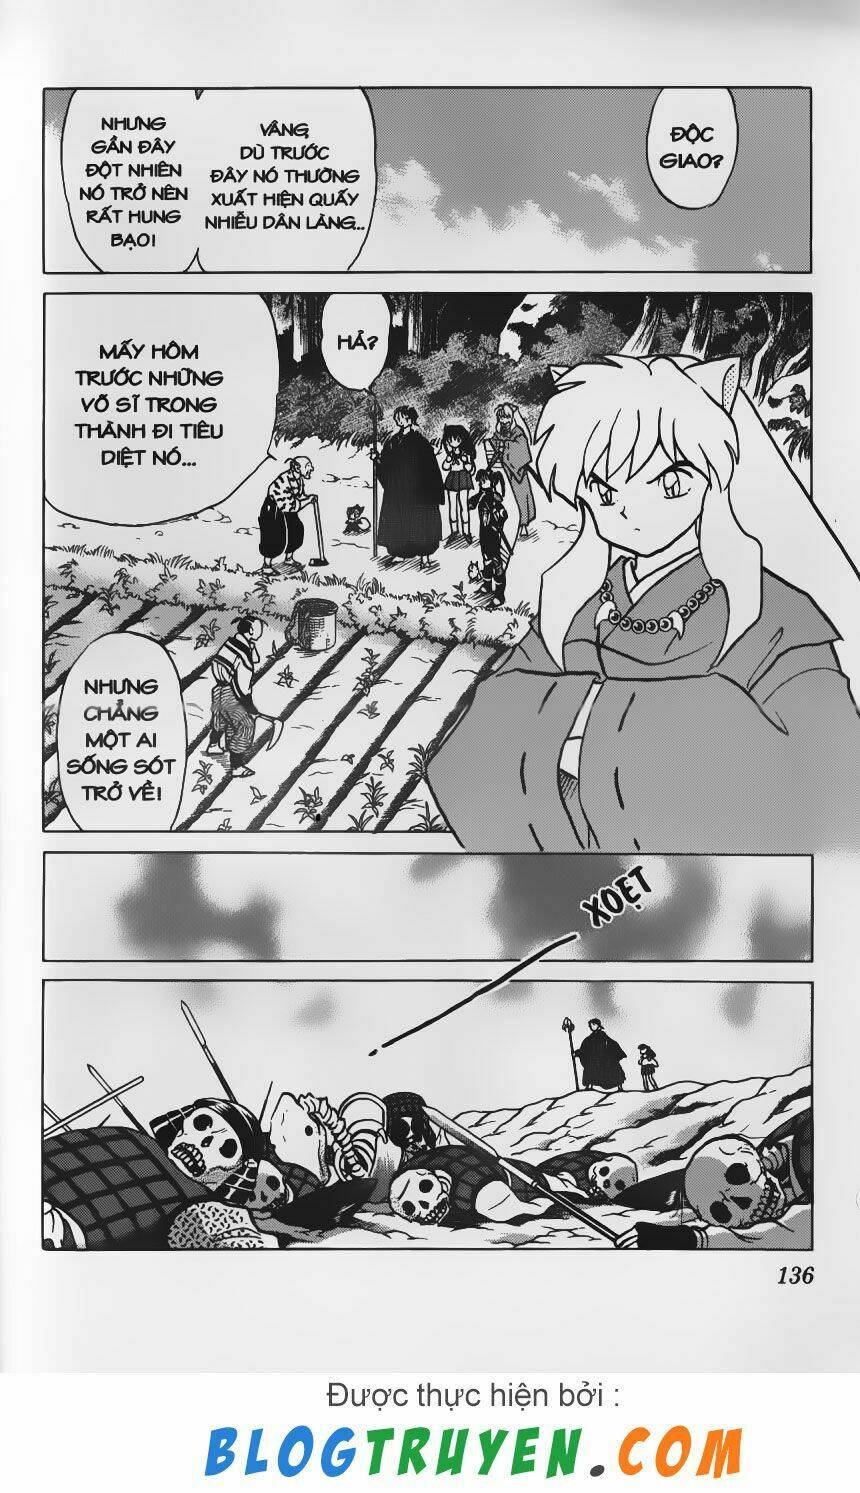 ĐỘC
GIAO?
VÂNG,
DÙ TRƯỚC
ĐÂY NÓ THƯỜNG
XUẤT HIỆN QUẤY
NHIỄU DÂN LÀNG...
NHƯNG
GẦN ĐÂY
ĐỘT NHIÊN
NÓ TRỞ NÊN
RẤT HUNG
BẠO!
HẢ?
MẤY HÔM
TRƯỚC NHỮNG
VÕ SĨ TRONG
THÀNH ĐI TIÊU
DIỆT NÓ...
NHƯNG
CHẲNG
MỘT AI
SỐNG SÓT
TRỞ VỀ!
XOẸT
136
Được thực hiện bởi :
BLOGTRUYEN.COM